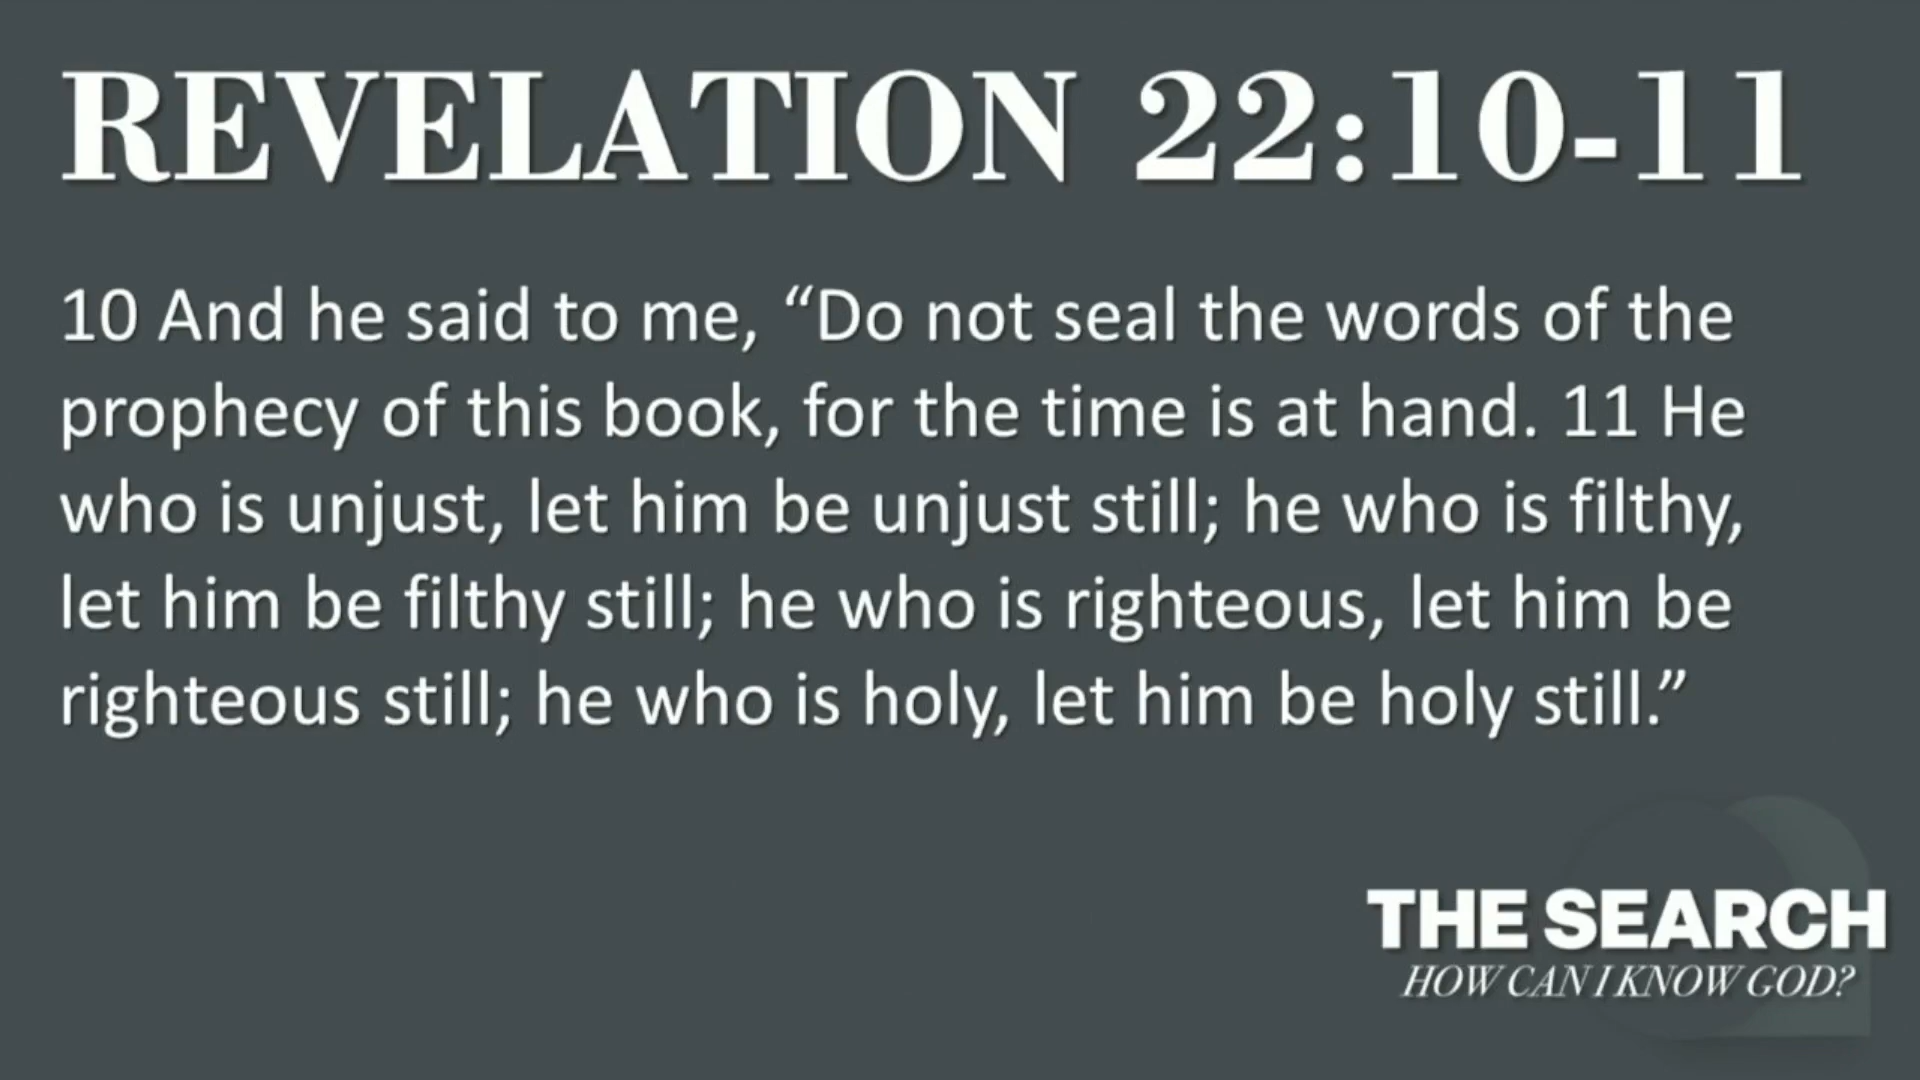 REVELATION 22:10-11
10 And he said to me, “Do not seal the words of the
prophecy of this book, for the time is at hand. 11 He
who is unjust, let him be unjust still; he who is filthy,
let him be filthy still; he who is righteous, let him be
righteous still; he who is holy, let him be holy still.”
THE SEARCH
HOW CAN I KNOW GOD?